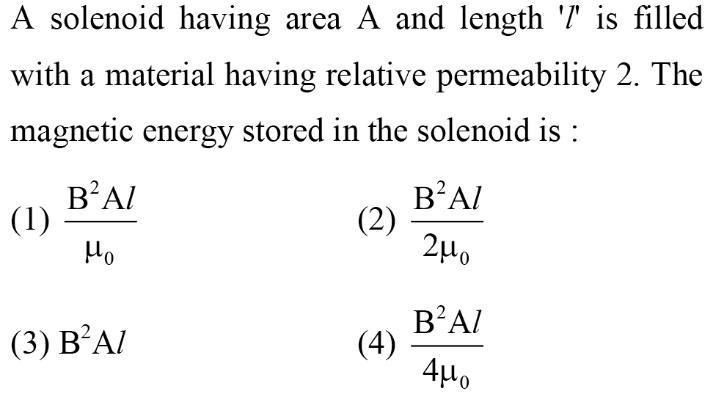 A solenoid having area A and length 'l' is filled
with a material having relative permeability 2. The
magnetic energy stored in the solenoid is :
(1) B²Al / μ₀ (2) B²Al / 2μ₀
(3) B²Al (4) B²Al / 4μ₀